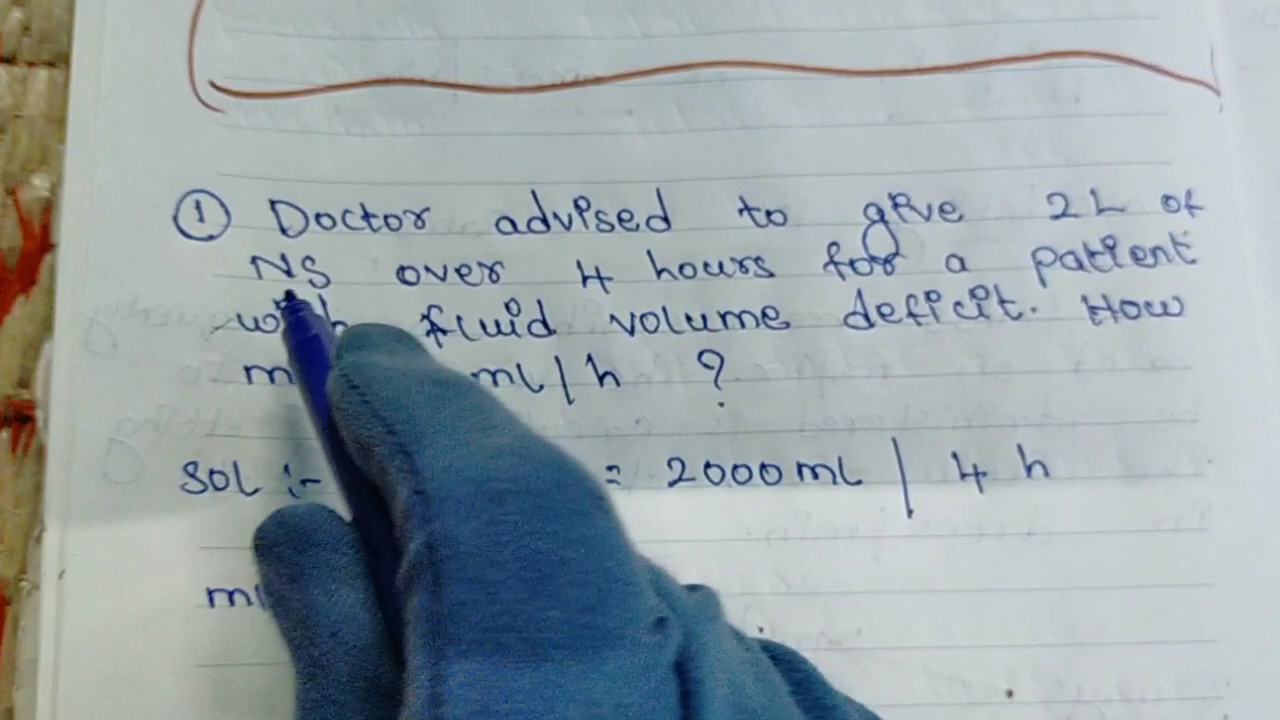 ① Doctor advised to give 2L of
NS over 4 hours for a patient
fluid volume deficit. How
ml/h ?
Sol :- = 2000ml / 4 h